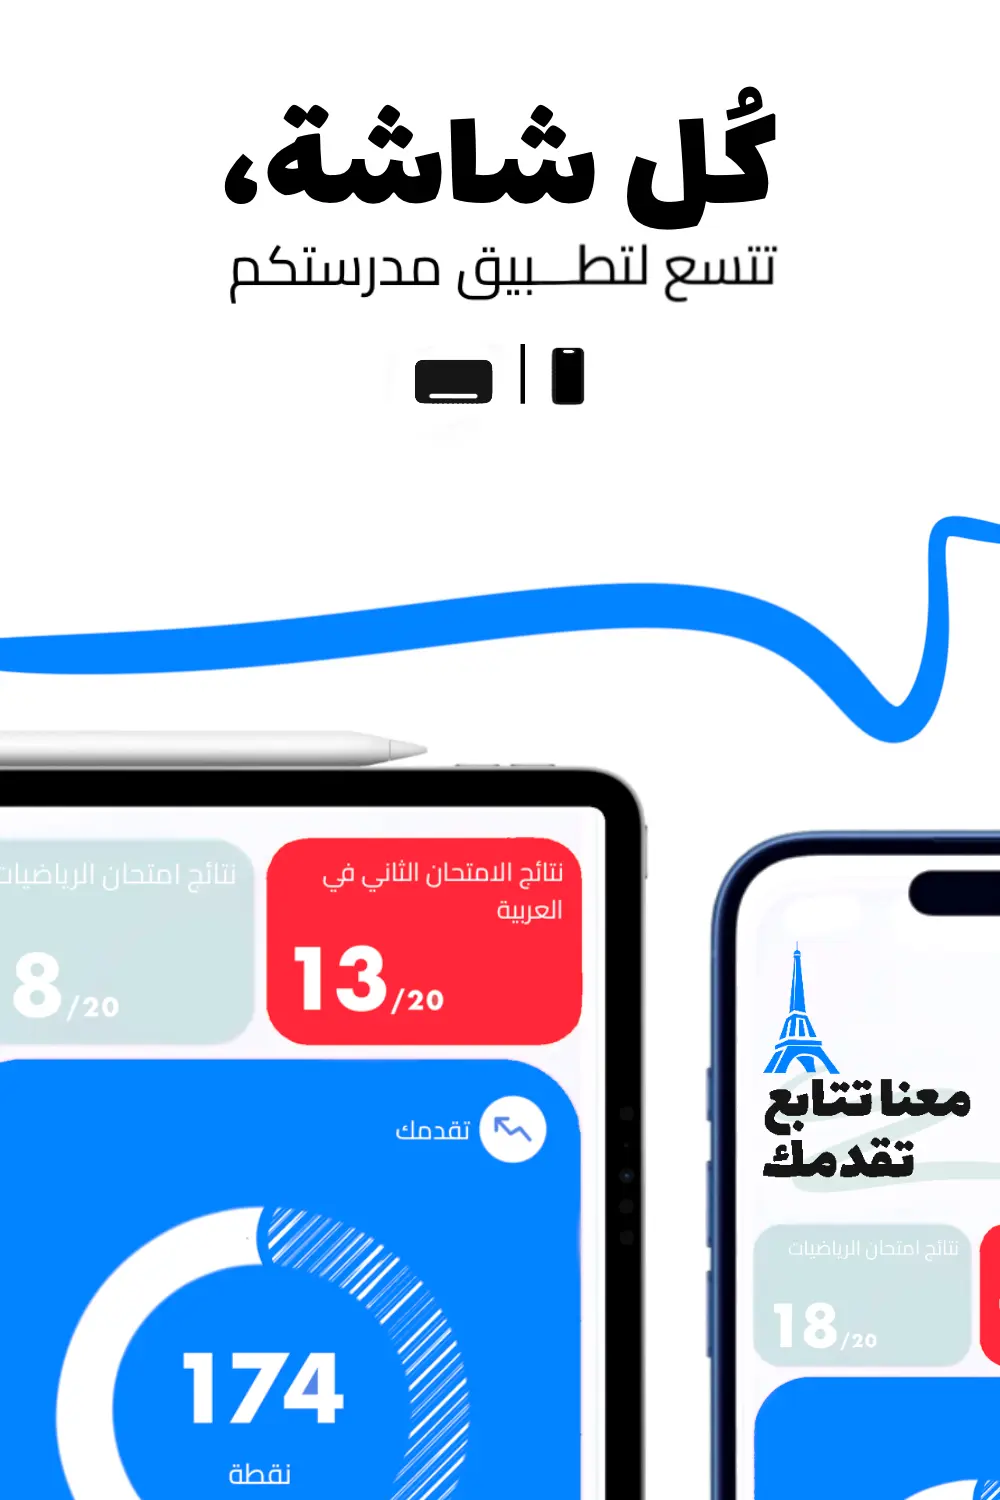 كُل شاشة،
تتسع لتطـــبيق مدرستكم
نتائج الامتحان الثاني في
العربية
13/20
نتائج امتحان الرياضيات
8/20
تقدمك
174
نقطة
معنا تتابع
تقدمك
نتائج امتحان الرياضيات
18/20